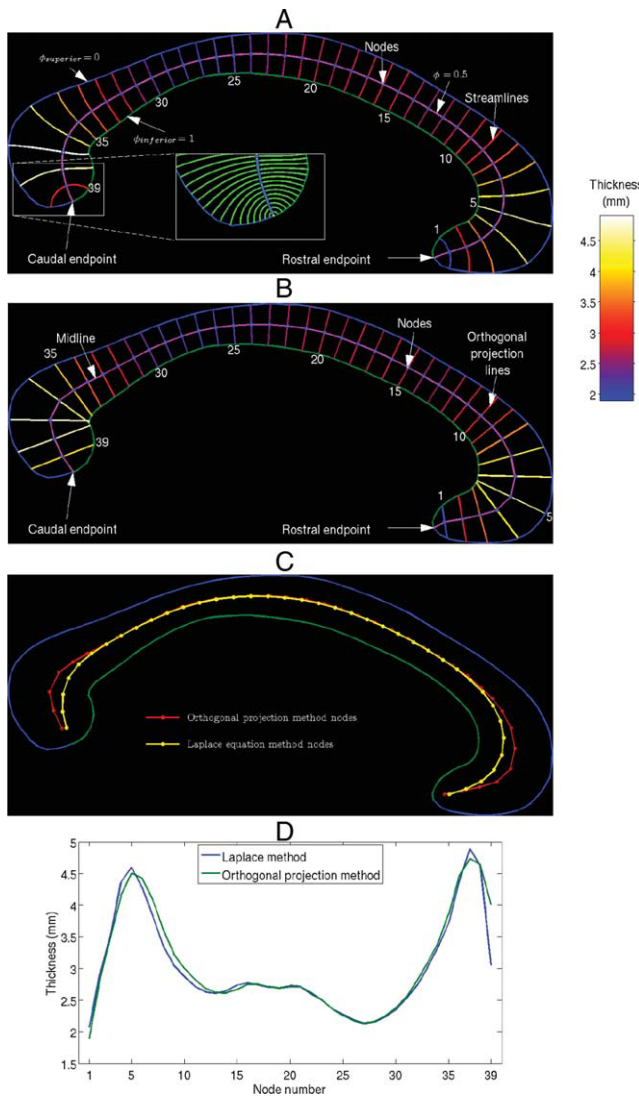 A
ϕsuperior = 0
Nodes
ϕ = 0.5
Streamlines
25
20
30
15
ϕinferior = 1
35
10
39
5
1
Caudal endpoint
Rostral endpoint
Thickness
(mm)
4.5
4
3.5
3
2.5
2
B
Midline
Nodes
Orthogonal
projection
lines
35
25
20
30
15
10
39
1
5
Caudal endpoint
Rostral endpoint
C
Orthogonal projection method nodes
Laplace equation method nodes
D
Laplace method
Orthogonal projection method
Thickness (mm)
5
4.5
4
3.5
3
2.5
2
1.5
1
5
10
15
20
25
30
35
39
Node number